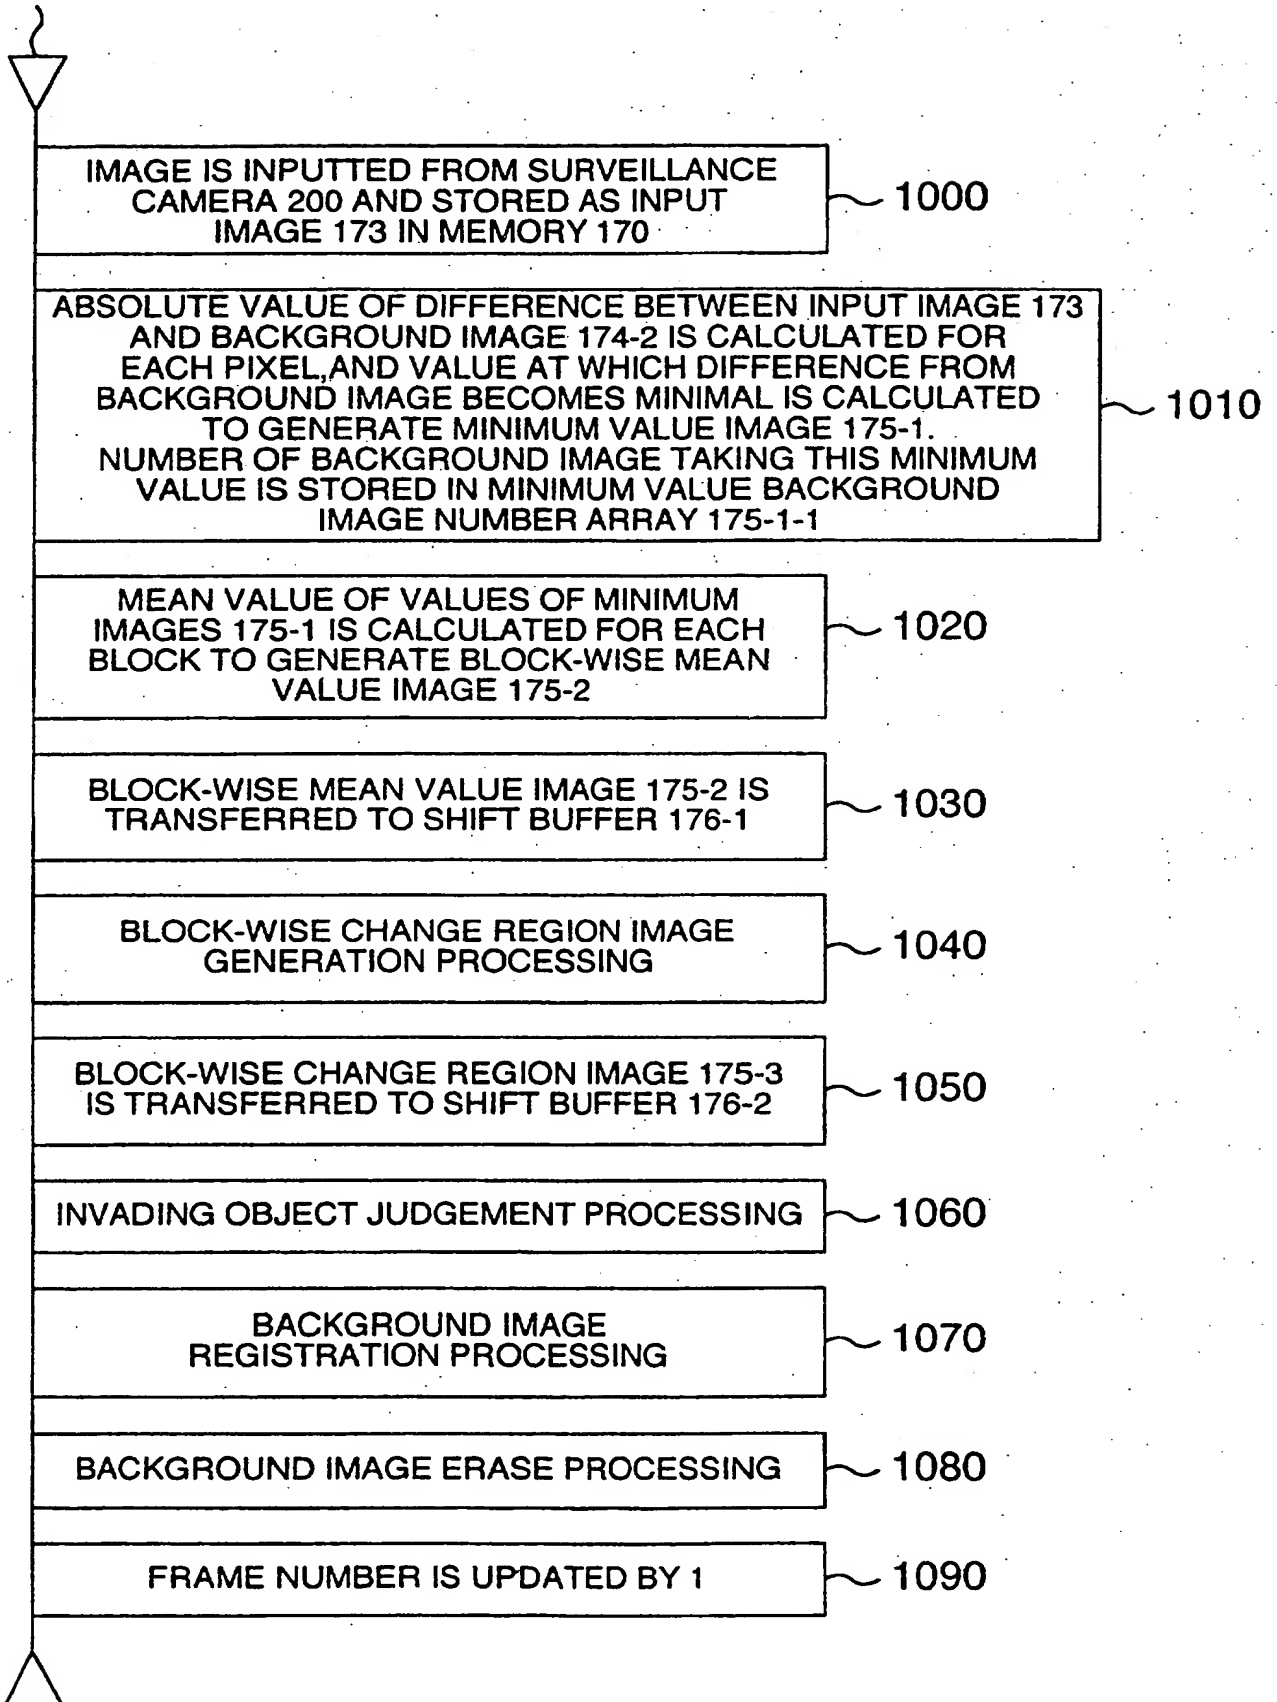 IMAGE IS INPUTTED FROM SURVEILLANCE
CAMERA 200 AND STORED AS INPUT
IMAGE 173 IN MEMORY 170
1000
ABSOLUTE VALUE OF DIFFERENCE BETWEEN INPUT IMAGE 173
AND BACKGROUND IMAGE 174-2 IS CALCULATED FOR
EACH PIXEL,AND VALUE AT WHICH DIFFERENCE FROM
BACKGROUND IMAGE BECOMES MINIMAL IS CALCULATED
TO GENERATE MINIMUM VALUE IMAGE 175-1.
NUMBER OF BACKGROUND IMAGE TAKING THIS MINIMUM
VALUE IS STORED IN MINIMUM VALUE BACKGROUND
IMAGE NUMBER ARRAY 175-1-1
1010
MEAN VALUE OF VALUES OF MINIMUM
IMAGES 175-1 IS CALCULATED FOR EACH
BLOCK TO GENERATE BLOCK-WISE MEAN
VALUE IMAGE 175-2
1020
BLOCK-WISE MEAN VALUE IMAGE 175-2 IS
TRANSFERRED TO SHIFT BUFFER 176-1
1030
BLOCK-WISE CHANGE REGION IMAGE
GENERATION PROCESSING
1040
BLOCK-WISE CHANGE REGION IMAGE 175-3
IS TRANSFERRED TO SHIFT BUFFER 176-2
1050
INVADING OBJECT JUDGEMENT PROCESSING
1060
BACKGROUND IMAGE
REGISTRATION PROCESSING
1070
BACKGROUND IMAGE ERASE PROCESSING
1080
FRAME NUMBER IS UPDATED BY 1
1090